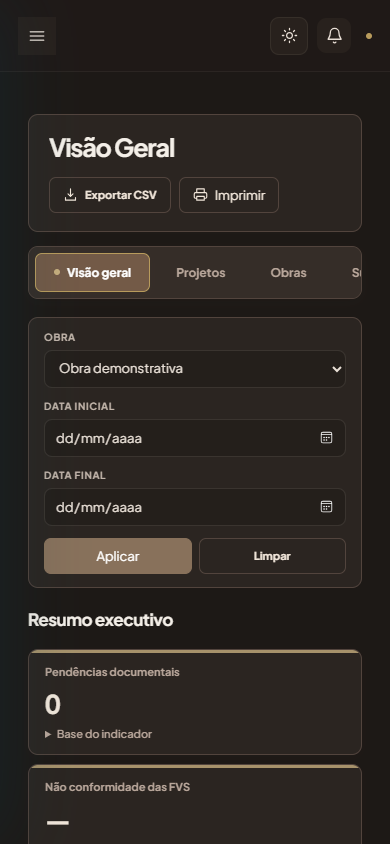 Visão Geral
Exportar CSV
Imprimir
Visão geral
Projetos
Obras
OBRA
Obra demonstrativa
DATA INICIAL
dd/mm/aaaa
DATA FINAL
dd/mm/aaaa
Aplicar
Limpar
Resumo executivo
Pendências documentais
0
Base do indicador
Não conformidade das FVS
—